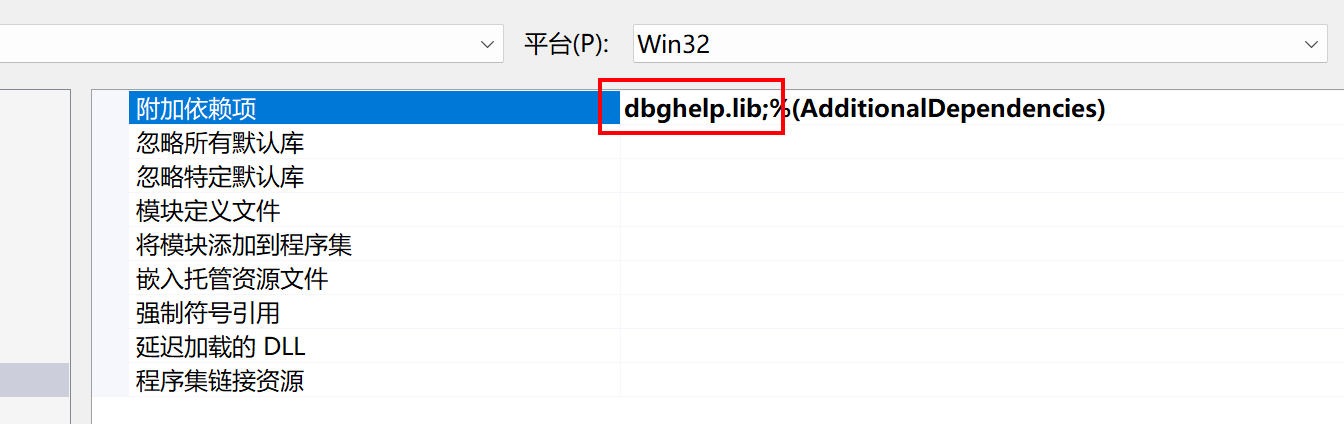 平台(P): Win32
附加依赖项 dbghelp.lib;%(AdditionalDependencies)
忽略所有默认库
忽略特定默认库
模块定义文件
将模块添加到程序集
嵌入托管资源文件
强制符号引用
延迟加载的 DLL
程序集链接资源